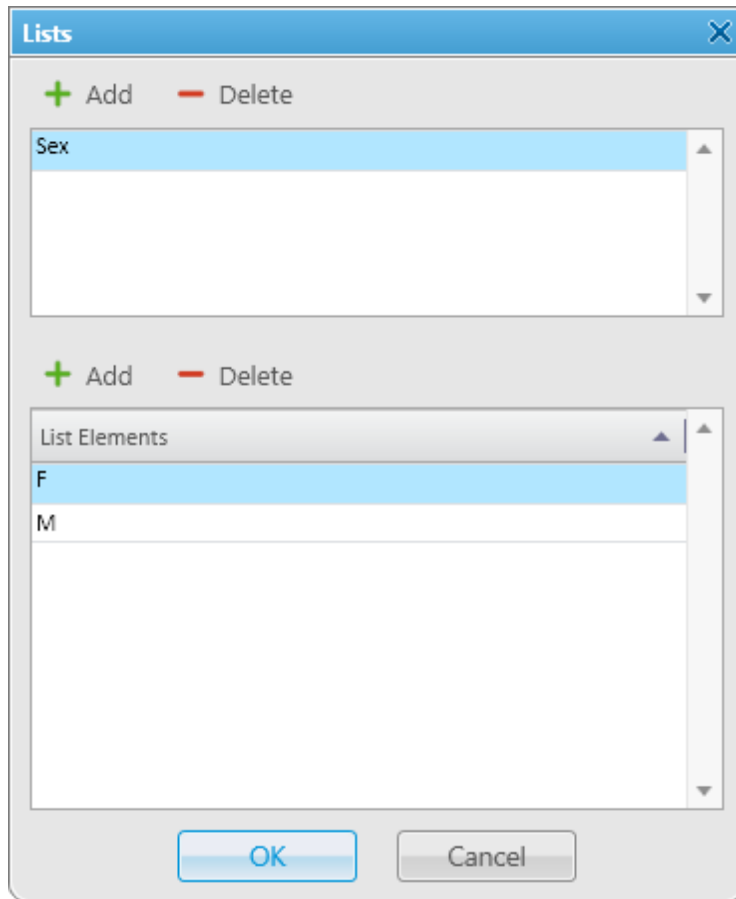 Lists
Add Delete
Sex
Add Delete
List Elements
F
M
OK Cancel